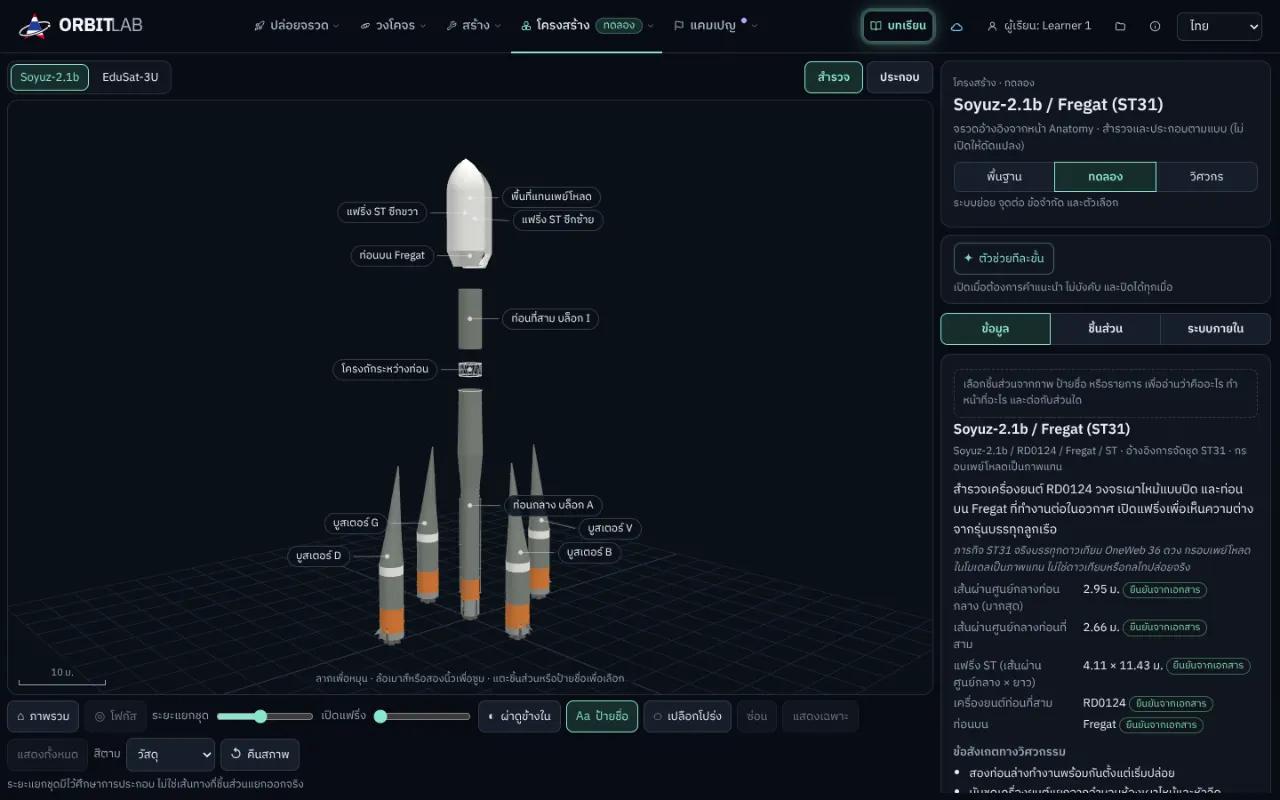 ORBITLAB
ปล่อยจรวด
วงโคจร
สร้าง
โครงสร้าง ทดลอง
แคมเปญ
บทเรียน
ผู้เรียน: Learner 1
ไทย
Soyuz-2.1b
EduSat-3U
สำรวจ
ประกอบ
พื้นที่แทนเพย์โหลด
แฟริ่ง ST ซีกขวา
แฟริ่ง ST ซีกซ้าย
ท่อนบน Fregat
ท่อนที่สาม บล็อก I
โครงถักระหว่างท่อน
ท่อนกลาง บล็อก A
บูสเตอร์ G
บูสเตอร์ V
บูสเตอร์ D
บูสเตอร์ B
10 ม.
ลากเพื่อหมุน · ล้อเมาส์หรือสองนิ้วเพื่อซูม · แตะชิ้นส่วนหรือป้ายชื่อเพื่อเลือก
ภาพรวม
โฟกัส
ระยะแยกชุด
เปิดแฟริ่ง
ผ่าดูข้างใน
Aa ป้ายชื่อ
เปลือกโปร่ง
ซ่อน
แสดงเฉพาะ
แสดงทั้งหมด
สีตาม
วัสดุ
คืนสภาพ
ระยะแยกชุดมีไว้ศึกษาการประกอบ ไม่ใช่เส้นทางที่ชิ้นส่วนแยกออกจริง
โครงสร้าง · ทดลอง
Soyuz-2.1b / Fregat (ST31)
จรวดอ้างอิงจากหน้า Anatomy · สำรวจและประกอบตามแบบ (ไม่
เปิดให้ดัดแปลง)
พื้นฐาน
ทดลอง
วิศวกร
ระบบย่อย จุดต่อ ข้อจำกัด และตัวเลือก
ตัวช่วยทีละขั้น
เปิดเมื่อต้องการคำแนะนำ ไม่บังคับ และปิดได้ทุกเมื่อ
ข้อมูล
ชิ้นส่วน
ระบบภายใน
เลือกชิ้นส่วนจากภาพ ป้ายชื่อ หรือรายการ เพื่ออ่านว่าคืออะไร ทำ
หน้าที่อะไร และต่อกับส่วนใด
Soyuz-2.1b / Fregat (ST31)
Soyuz-2.1b / RD0124 / Fregat / ST · อ้างอิงการจัดชุด ST31 · กร
อบเพย์โหลดเป็นภาพแทน
สำรวจเครื่องยนต์ RD0124 วงจรเผาไหม้แบบปิด และท่อน
บน Fregat ที่ทำงานต่อในอวกาศ เปิดแฟริ่งเพื่อเห็นความต่าง
จากรุ่นบรรทุกลูกเรือ
ภารกิจ ST31 จริงบรรทุกดาวเทียม OneWeb 36 ดวง กรอบเพย์โหลด
ในโมเดลเป็นภาพแทน ไม่ใช่ดาวเทียมหรือกลไกปล่อยจริง
เส้นผ่านศูนย์กลางท่อน
กลาง (มากสุด)
2.95 ม. ยืนยันจากเอกสาร
เส้นผ่านศูนย์กลางท่อนที่
สาม
2.66 ม. ยืนยันจากเอกสาร
แฟริ่ง ST (เส้นผ่าน
ศูนย์กลาง × ยาว)
4.11 × 11.43 ม. ยืนยันจากเอกสาร
เครื่องยนต์ท่อนที่สาม
RD0124 ยืนยันจากเอกสาร
ท่อนบน
Fregat ยืนยันจากเอกสาร
ข้อสังเกตทางวิศวกรรม
สองท่อนล่างทำงานพร้อมกันตั้งแต่เริ่มปล่อย